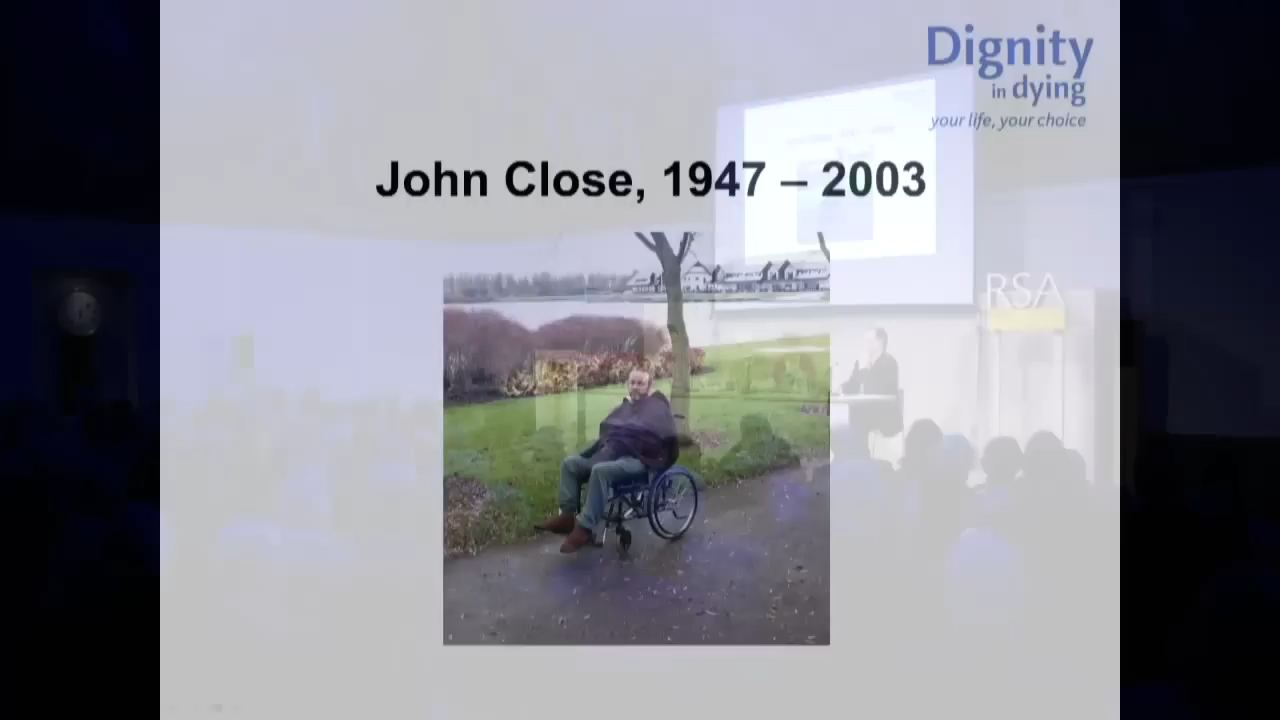 Dignity
in dying
your life, your choice
John Close, 1947 – 2003
RSA